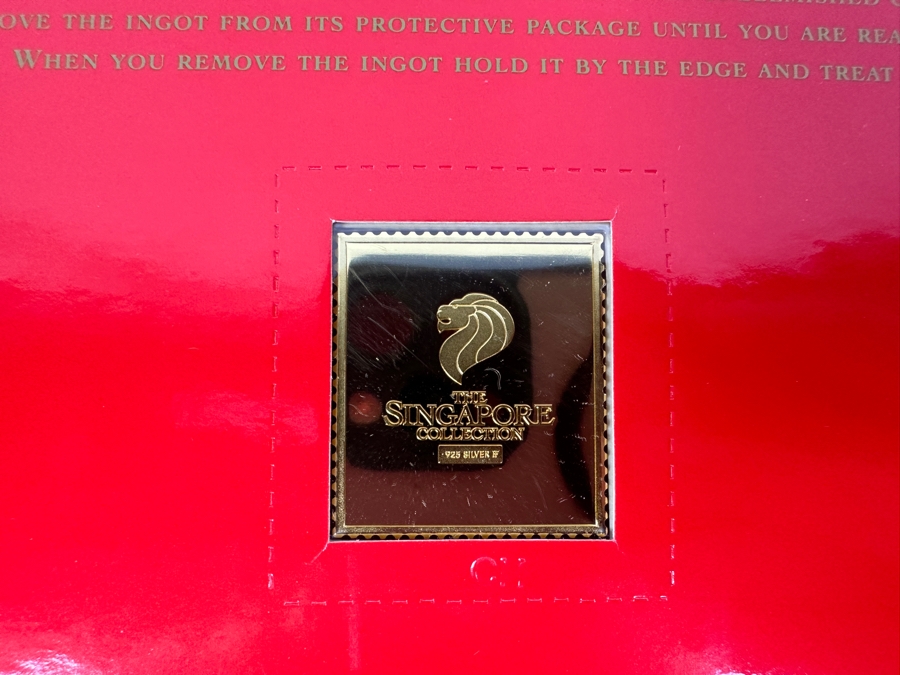 OVE THE INGOT FROM ITS PROTECTIVE PACKAGE UNTIL YOU ARE REA
WHEN YOU REMOVE THE INGOT HOLD IT BY THE EDGE AND TREAT
THE
SINGAPORE
COLLECTION
925 SILVER